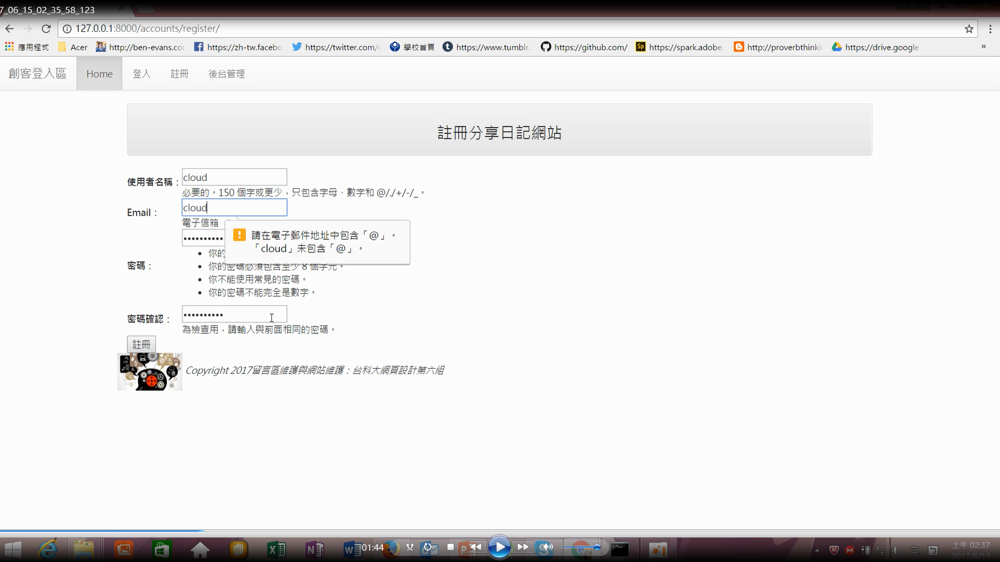 7_06_15_02_35_58_123
127.0.0.1:8000/accounts/register/
應用程式 Acer http://ben-evans.cor https://zh-tw.facebo https://twitter.com/ 學校首頁 https://www.tumblr. https://github.com/ https://spark.adobe. http://proverbthinki https://drive.google. »
創客登入區 Home 登入 註冊 後台管理
註冊分享日記網站
使用者名稱： cloud
必要的。150 個字或更少，只包含字母、數字和 @/./+/-/_ 。
Email： cloud
電子信箱
! 請在電子郵件地址中包含「@」。
「cloud」未包含「@」。
密碼：
你的
你的密碼必須包含至少 8 個字元。
你不能使用常見的密碼。
你的密碼不能完全是數字。
密碼確認：
為檢查用，請輸入與前面相同的密碼。
註冊
Copyright 2017留言區維護與網站維護：台科大網頁設計第六組
01:44
英
上午 02:37
2017/6/15